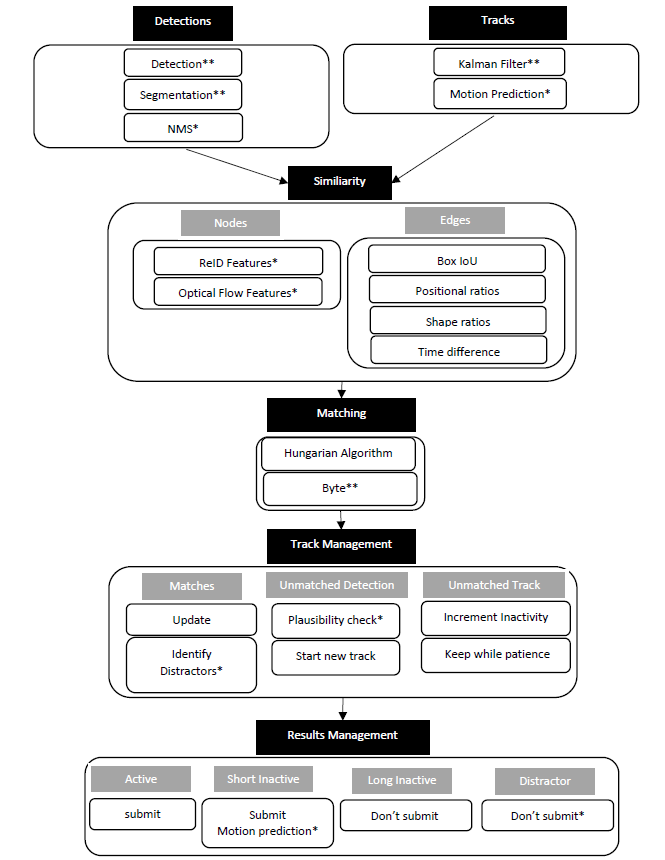 Detections
Tracks
Detection**
Segmentation**
NMS*
Kalman Filter**
Motion Prediction*
Similiarity
Nodes
ReID Features*
Optical Flow Features*
Edges
Box IoU
Positional ratios
Shape ratios
Time difference
Matching
Hungarian Algorithm
Byte**
Track Management
Matches
Update
Identify
Distractors*
Unmatched Detection
Plausibility check*
Start new track
Unmatched Track
Increment Inactivity
Keep while patience
Results Management
Active
submit
Short Inactive
Submit
Motion prediction*
Long Inactive
Don't submit
Distractor
Don't submit*